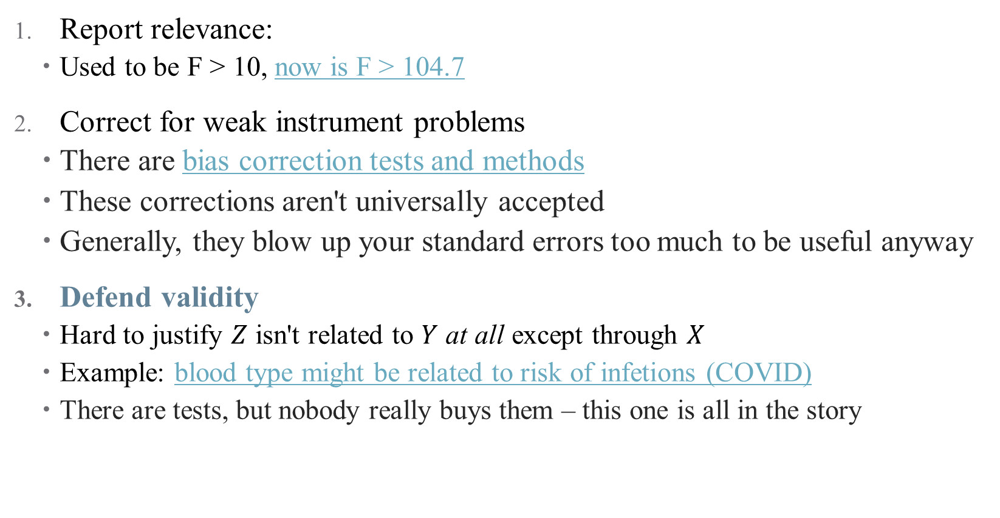 1. Report relevance:
• Used to be F > 10, now is F > 104.7
2. Correct for weak instrument problems
• There are bias correction tests and methods
• These corrections aren't universally accepted
• Generally, they blow up your standard errors too much to be useful anyway
3. Defend validity
• Hard to justify Z isn't related to Y at all except through X
• Example: blood type might be related to risk of infetions (COVID)
• There are tests, but nobody really buys them – this one is all in the story